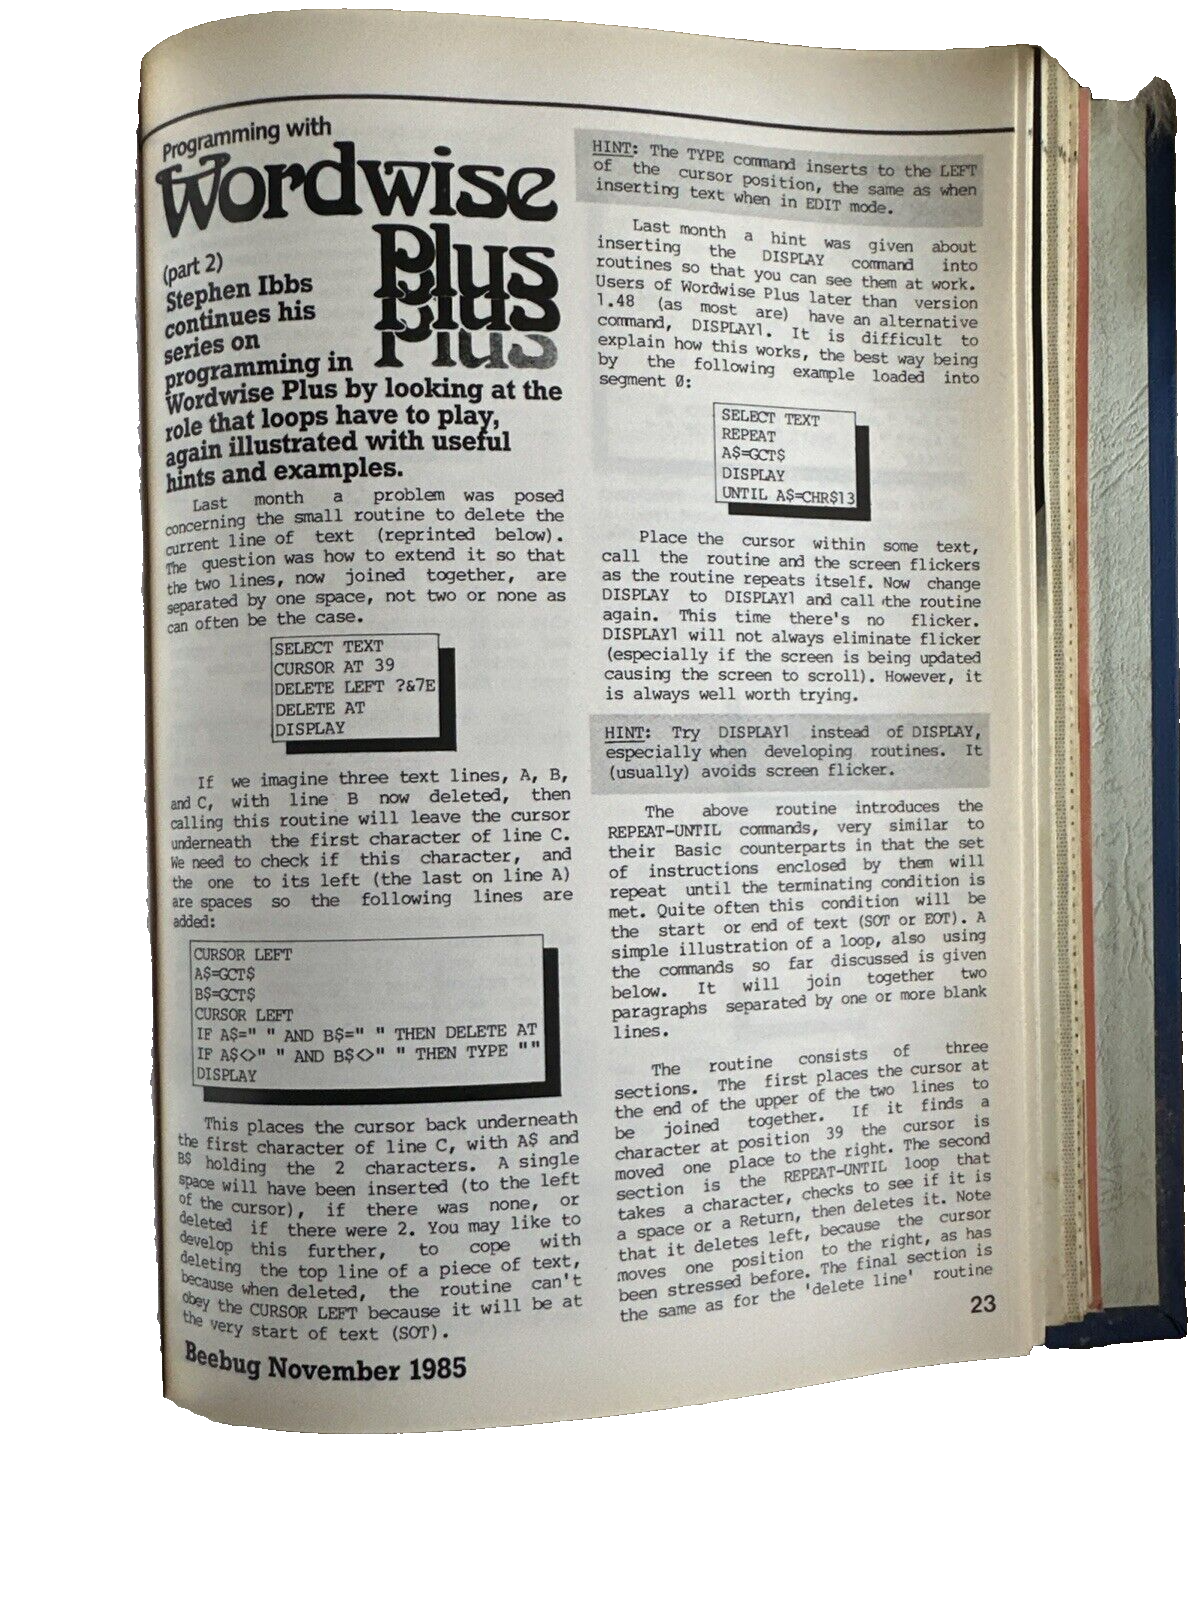 Programming with
Wordwise
Plus
Plus
Plus
(part 2)
Stephen Ibbs
continues his
series on
programming in
Wordwise Plus by looking at the
role that loops have to play,
again illustrated with useful
hints and examples.
Last month a problem was posed
concerning the small routine to delete the
current line of text (reprinted below).
The question was how to extend it so that
the two lines, now joined together, are
separated by one space, not two or none as
can often be the case.
SELECT TEXT
CURSOR AT 39
DELETE LEFT ?&7E
DELETE AT
DISPLAY
If we imagine three text lines, A, B,
and C, with line B now deleted, then
calling this routine will leave the cursor
underneath the first character of line C.
We need to check if this character, and
the one to its left (the last on line A)
are spaces so the following lines are
added:
CURSOR LEFT
A$=GCT$
B$=GCT$
CURSOR LEFT
IF A$=" " AND B$=" " THEN DELETE AT
IF A$<>" " AND B$<>" " THEN TYPE " "
DISPLAY
This places the cursor back underneath
the first character of line C, with A$ and
B$ holding the 2 characters. A single
space will have been inserted (to the left
of the cursor), if there was none, or
deleted if there were 2. You may like to
develop this further, to cope with
deleting the top line of a piece of text,
because when deleted, the routine can't
obey the CURSOR LEFT because it will be at
the very start of text (SOT).
HINT: The TYPE command inserts to the LEFT
of the cursor position, the same as when
inserting text when in EDIT mode.
Last month a hint was given about
inserting the DISPLAY command into
routines so that you can see them at work.
Users of Wordwise Plus later than version
1.48 (as most are) have an alternative
command, DISPLAY1. It is difficult to
explain how this works, the best way being
by the following example loaded into
segment 0:
SELECT TEXT
REPEAT
A$=GCT$
DISPLAY
UNTIL A$=CHR$13
Place the cursor within some text,
call the routine and the screen flickers
as the routine repeats itself. Now change
DISPLAY to DISPLAY1 and call the routine
again. This time there's no flicker.
DISPLAY1 will not always eliminate flicker
(especially if the screen is being updated
causing the screen to scroll). However, it
is always well worth trying.
HINT: Try DISPLAY1 instead of DISPLAY,
especially when developing routines. It
(usually) avoids screen flicker.
The above routine introduces the
REPEAT-UNTIL commands, very similar to
their Basic counterparts in that the set
of instructions enclosed by them will
repeat until the terminating condition is
met. Quite often this condition will be
the start or end of text (SOT or EOT). A
simple illustration of a loop, also using
the commands so far discussed is given
below. It will join together two
paragraphs separated by one or more blank
lines.
The routine consists of three
sections. The first places the cursor at
the end of the upper of the two lines to
be joined together. If it finds a
character at position 39 the cursor is
moved one place to the right. The second
section is the REPEAT-UNTIL loop that
takes a character, checks to see if it is
a space or a Return, then deletes it. Note
that it deletes left, because the cursor
moves one position to the right, as has
been stressed before. The final section is
the same as for the 'delete line' routine
23
Beebug November 1985